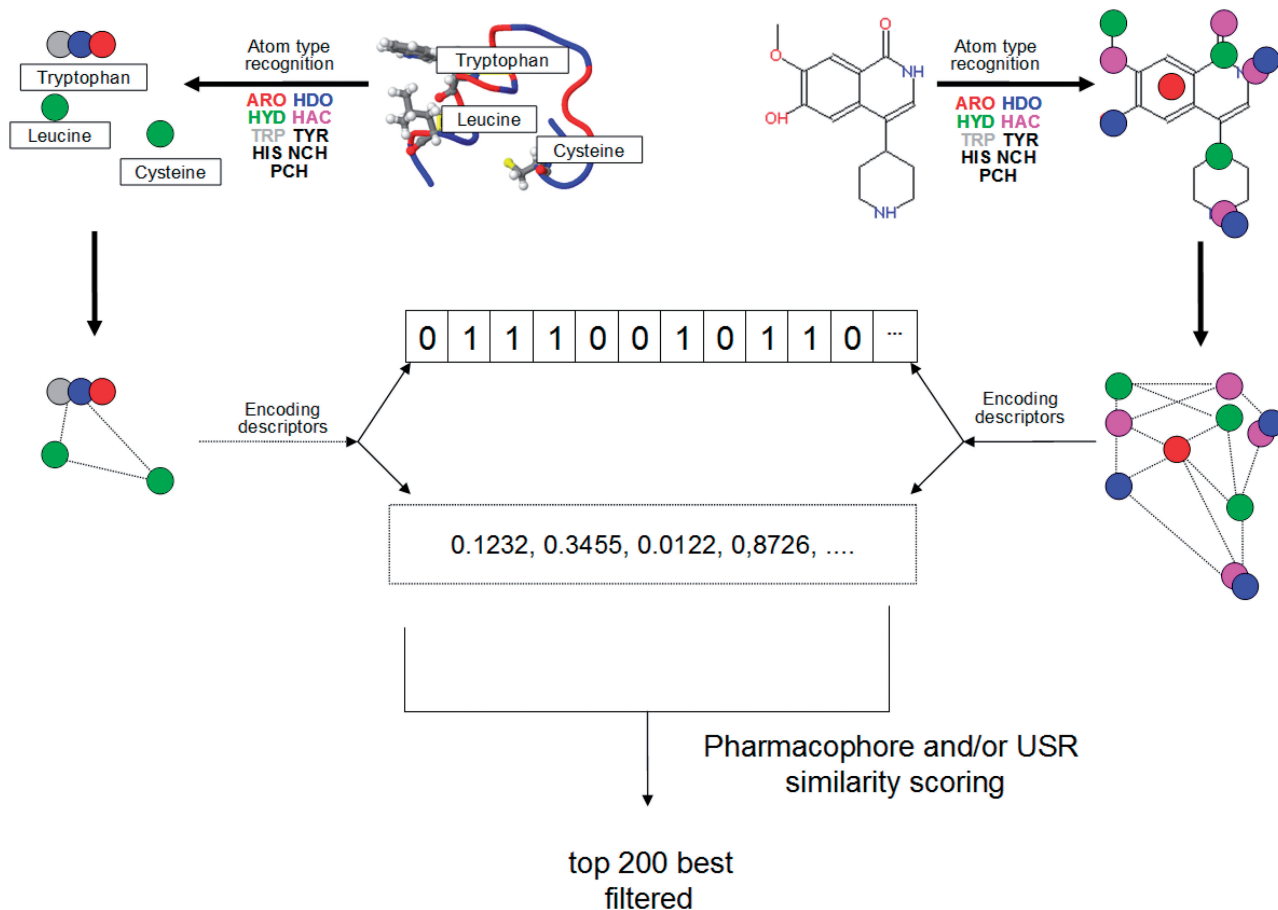 Tryptophan
Leucine
Cysteine
Atom type
recognition
ARO HDO
HYD HAC
TRP TYR
HIS NCH
PCH
Tryptophan
Leucine
Cysteine
O
O
NH
OH
NH
Atom type
recognition
ARO HDO
HYD HAC
TRP TYR
HIS NCH
PCH
N
0 1 1 1 0 0 1 0 1 1 0 ...
Encoding
descriptors
Encoding
descriptors
0.1232, 0.3455, 0.0122, 0,8726, ....
Pharmacophore and/or USR
similarity scoring
top 200 best
filtered